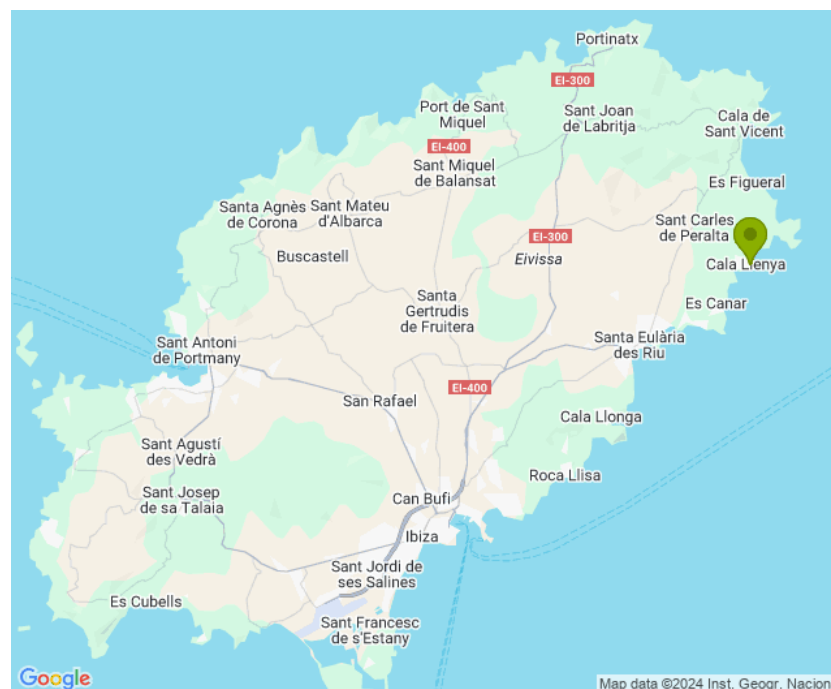 Portinatx
EI-300
Port de Sant
Miquel
Sant Joan
de Labritja
Cala de
Sant Vicent
EI-400
Sant Miquel
de Balansat
Es Figueral
Santa Agnès
de Corona
Sant Mateu
d'Albarca
Sant Carles
de Peralta
EI-300
Buscastell
Eivissa
Cala Llenya
Santa
Gertrudis
de Fruitera
Es Canar
Sant Antoni
de Portmany
Santa Eulària
des Riu
EI-400
San Rafael
Cala Llonga
Sant Agustí
des Vedrà
Roca Llisa
Sant Josep
de sa Talaia
Can Bufi
Ibiza
Sant Jordi de
ses Salines
Es Cubells
Sant Francesc
de s'Estany
Google
Map data ©2024 Inst. Geogr. Nacion